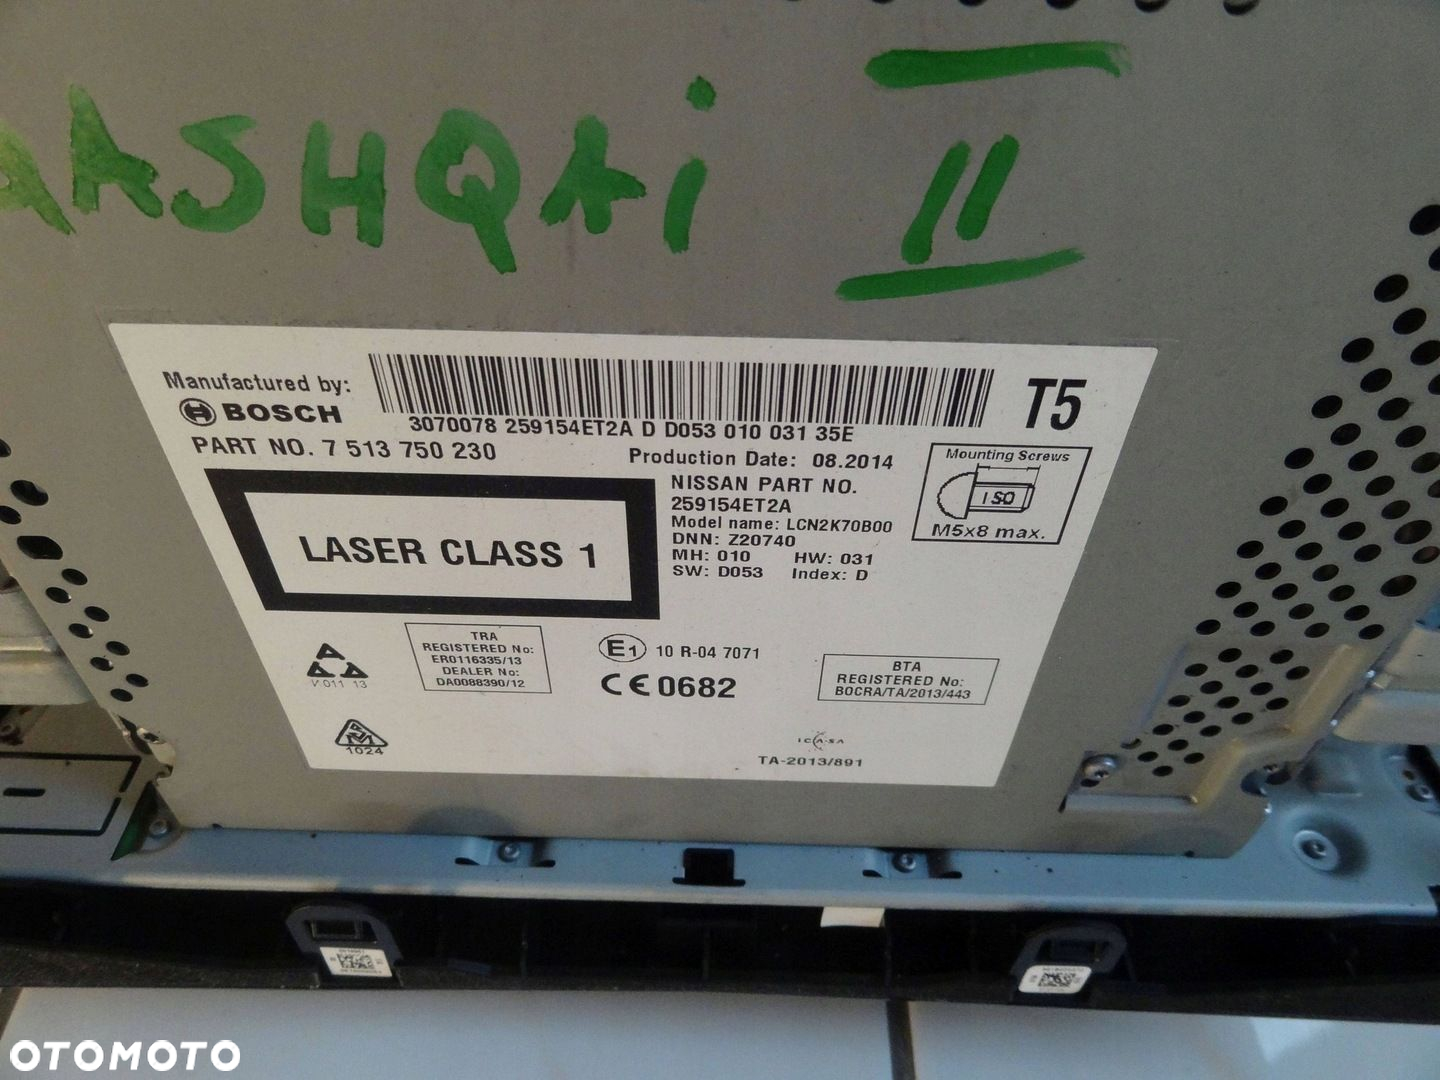 AASHQAi II
Manufactured by:
BOSCH
3070078 259154ET2A D D053 010 031 35E
T5
PART NO. 7 513 750 230
Production Date: 08.2014
Mounting Screws
ISO
M5x8 max.
NISSAN PART NO.
259154ET2A
Model name: LCN2K70B00
DNN: Z20740
MH: 010 HW: 031
SW: D053 Index: D
LASER CLASS 1
V 011 13
TRA
REGISTERED No:
ER0116335/13
DEALER No:
DA0088390/12
E1 10 R-04 7071
CE0682
BTA
REGISTERED No:
BOCRA/TA/2013/443
1024
ICASA
TA-2013/891
OTOMOTO